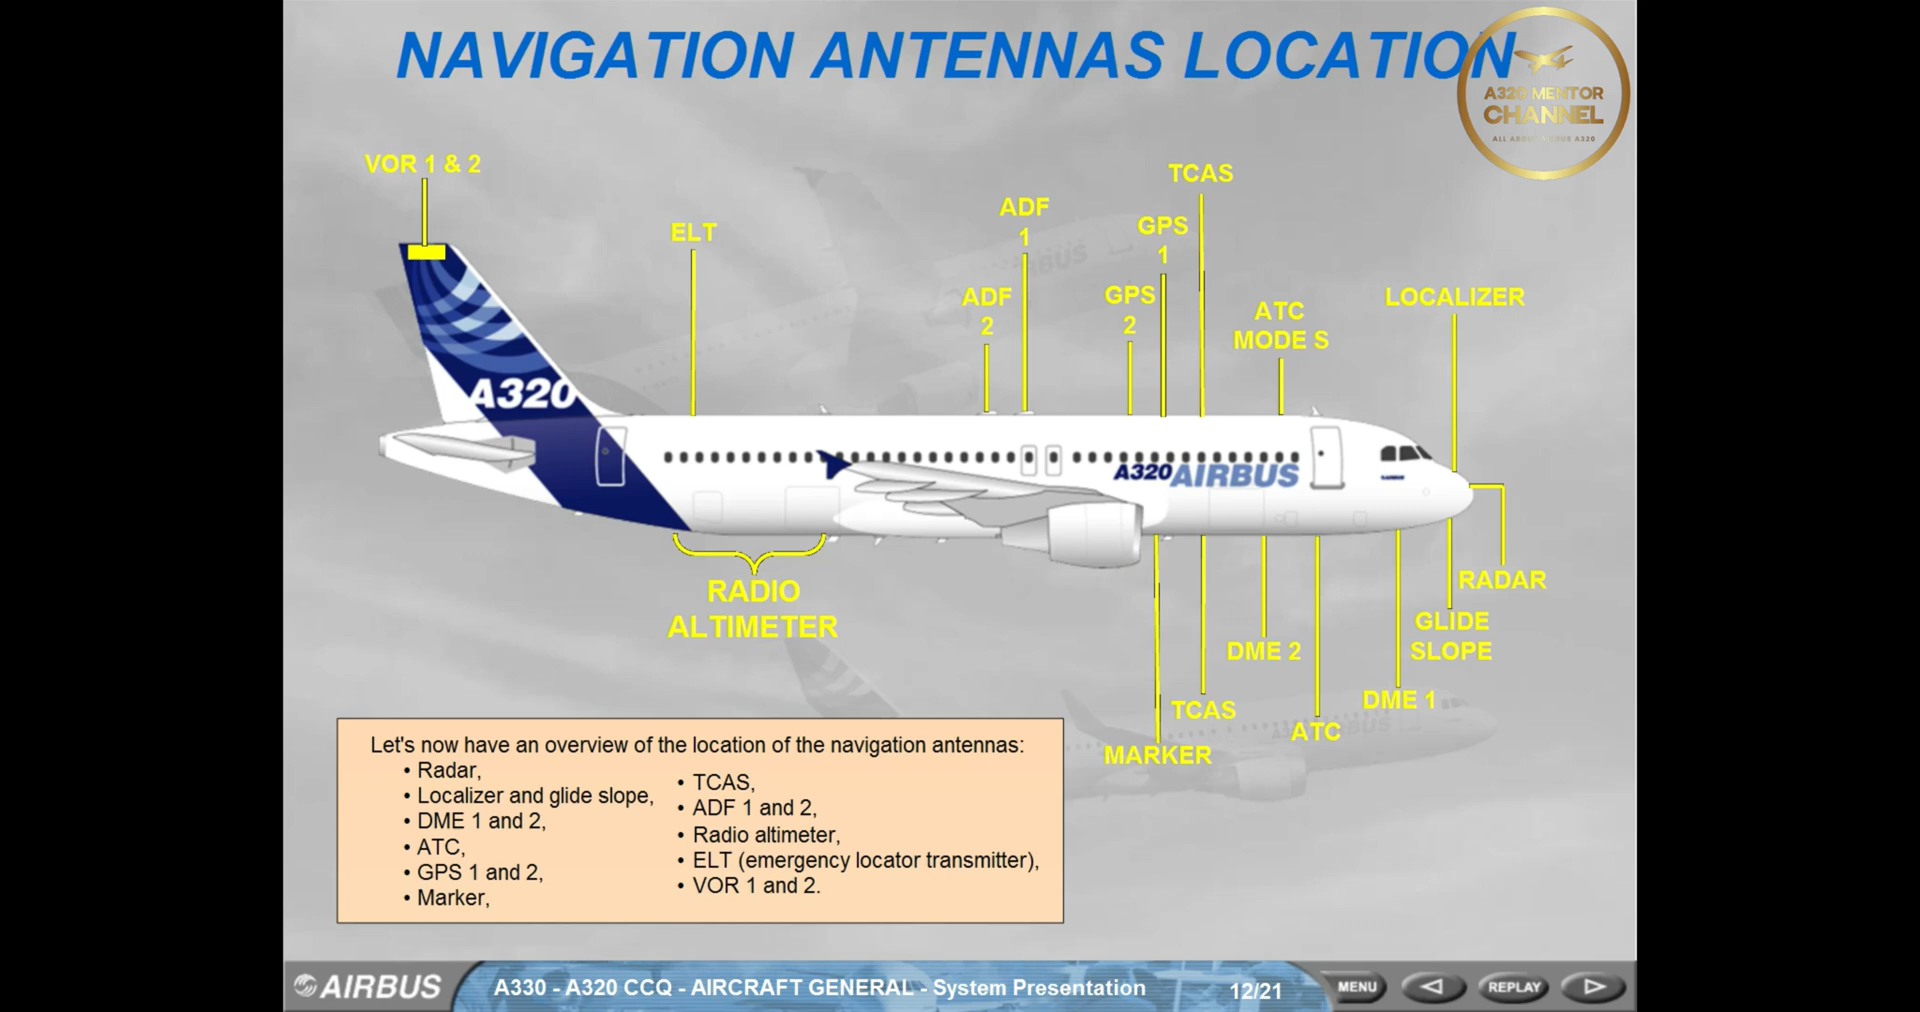 NAVIGATION ANTENNAS LOCATION
A320 MENTOR
CHANNEL
ALL ABOUT AIRBUS A320
VOR 1 & 2
ELT
ADF
1
ADF
2
GPS
1
GPS
2
TCAS
ATC
MODE S
LOCALIZER
A320
A320 AIRBUS
RADIO
ALTIMETER
RADAR
GLIDE
SLOPE
DME 2
DME 1
TCAS
ATC
MARKER
Let's now have an overview of the location of the navigation antennas:
• Radar,
• Localizer and glide slope,
• DME 1 and 2,
• ATC,
• GPS 1 and 2,
• Marker,
• TCAS,
• ADF 1 and 2,
• Radio altimeter,
• ELT (emergency locator transmitter),
• VOR 1 and 2.
AIRBUS
A330 - A320 CCQ - AIRCRAFT GENERAL - System Presentation
12/21
MENU
REPLAY